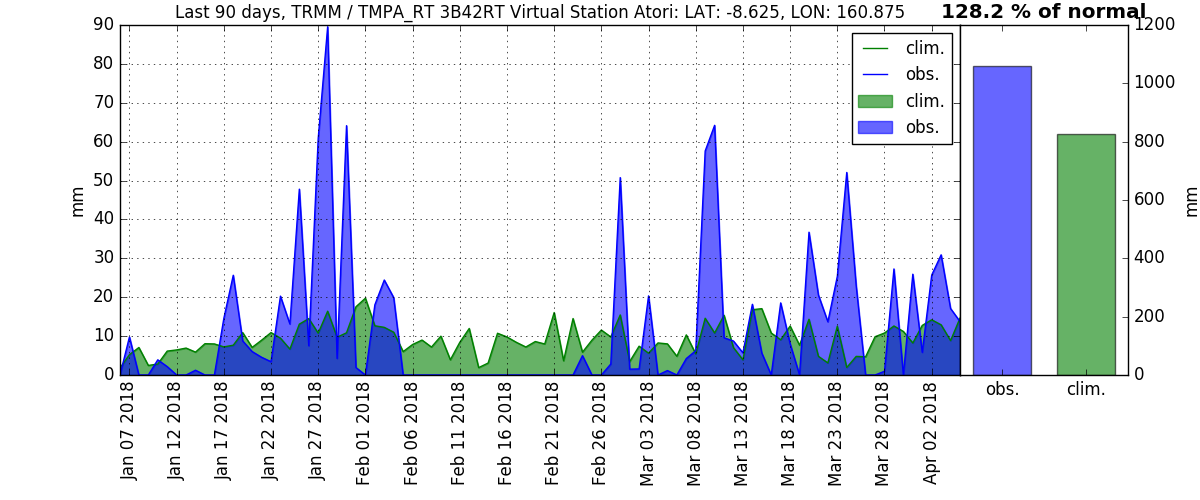 Last 90 days, TRMM / TMPA_RT 3B42RT Virtual Station Atori: LAT: -8.625, LON: 160.875
128.2 % of normal
90
80
70
60
50
40
30
20
10
0
mm
clim.
obs.
clim.
obs.
Jan 07 2018
Jan 12 2018
Jan 17 2018
Jan 22 2018
Jan 27 2018
Feb 01 2018
Feb 06 2018
Feb 11 2018
Feb 16 2018
Feb 21 2018
Feb 26 2018
Mar 03 2018
Mar 08 2018
Mar 13 2018
Mar 18 2018
Mar 23 2018
Mar 28 2018
Apr 02 2018
1200
1000
800
600
400
200
0
mm
obs.
clim.